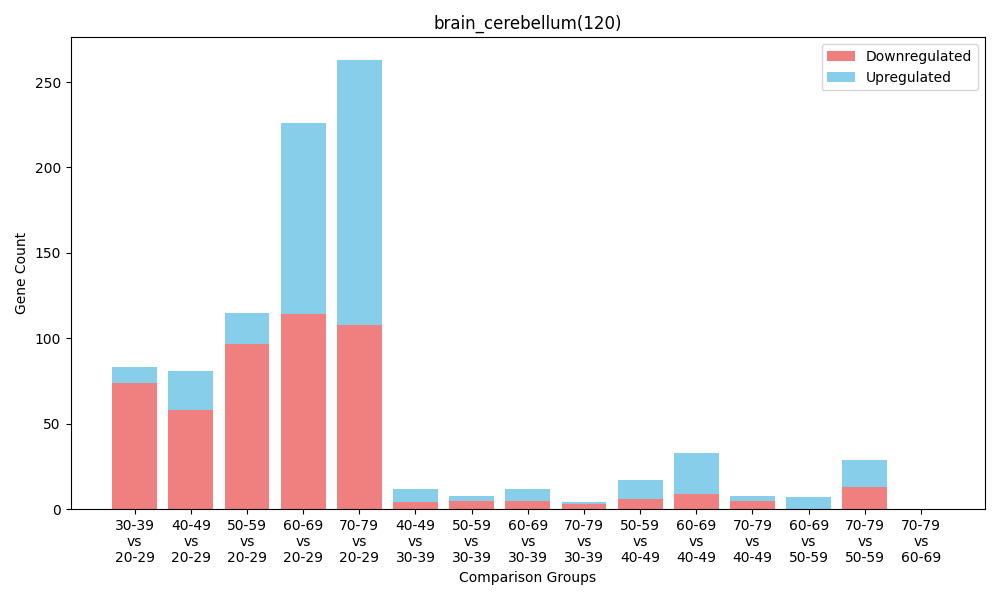 brain_cerebellum(120)
Downregulated
Upregulated
Gene Count
250
200
150
100
50
0
30-39 40-49 50-59 60-69 70-79 40-49 50-59 60-69 70-79 50-59 60-69 70-79 60-69 70-79 70-79
vs vs vs vs vs vs vs vs vs vs vs vs vs vs vs
20-29 20-29 20-29 20-29 20-29 30-39 30-39 30-39 30-39 40-49 40-49 40-49 50-59 50-59 60-69
Comparison Groups